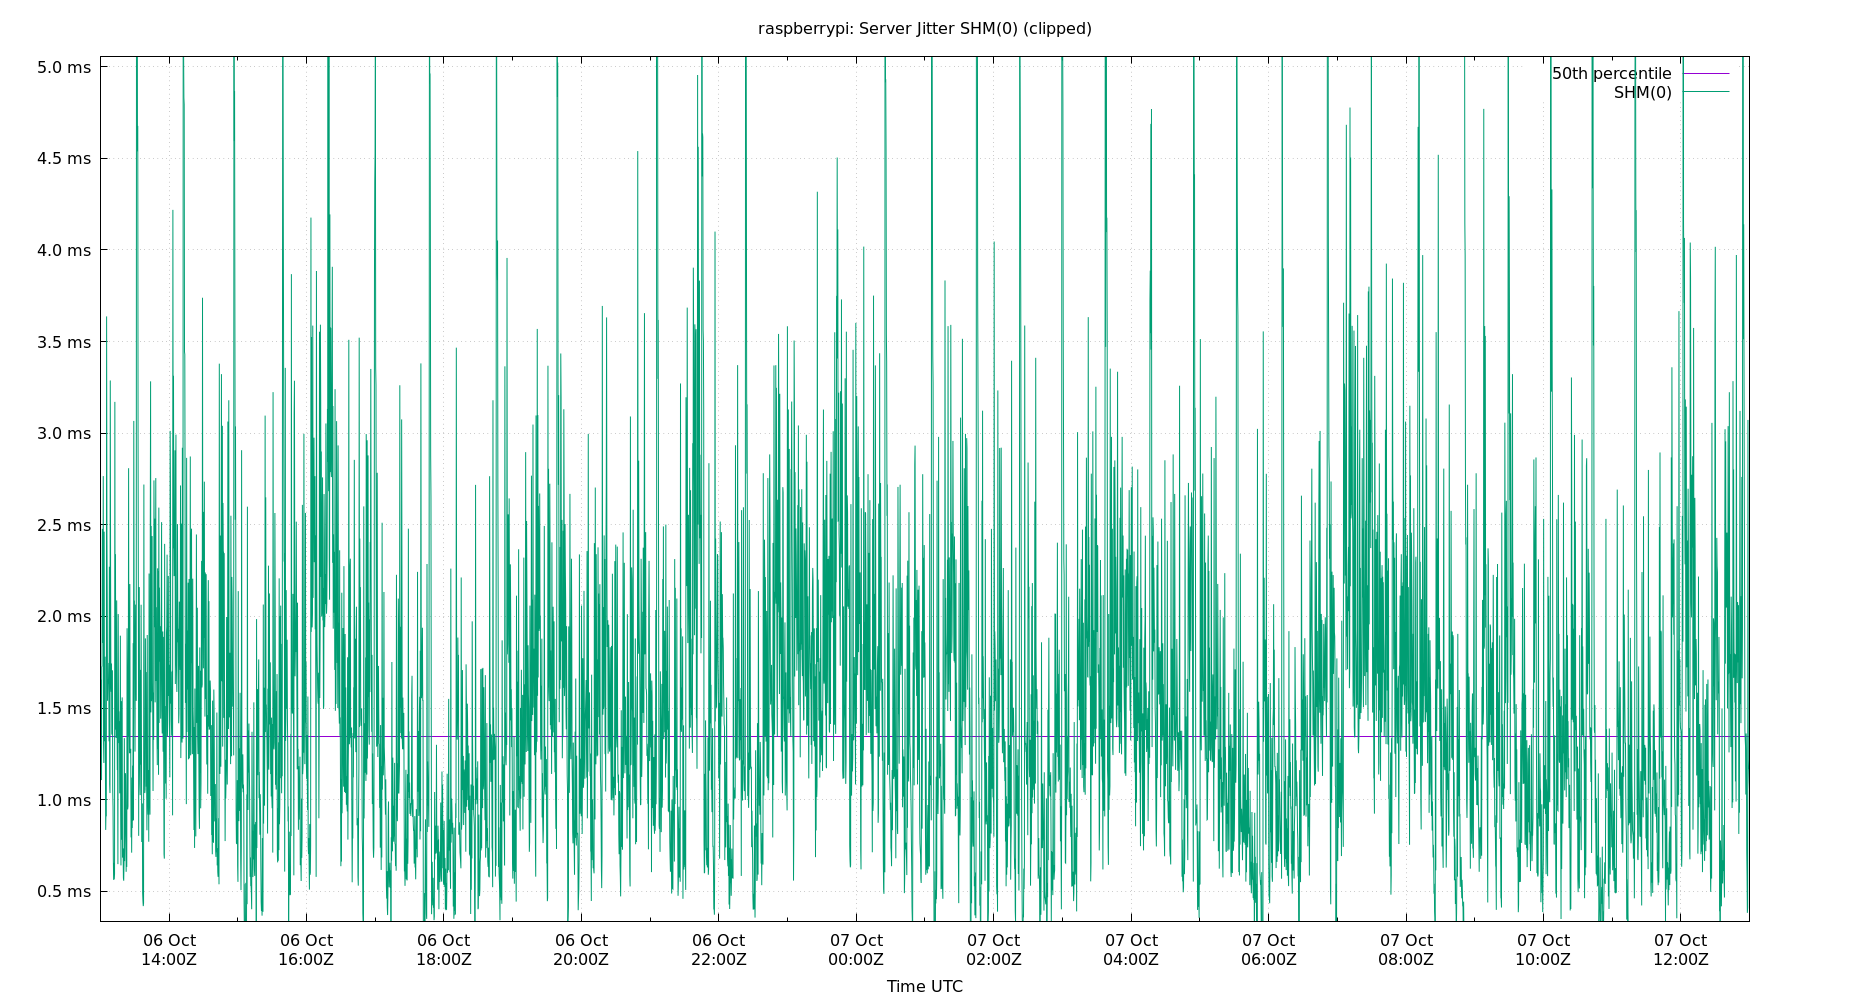 raspberrypi: Server Jitter SHM(0) (clipped)
5.0 ms
50th percentile
SHM(0)
4.5 ms
4.0 ms
3.5 ms
3.0 ms
2.5 ms
2.0 ms
1.5 ms
1.0 ms
0.5 ms
06 Oct 06 Oct 06 Oct 06 Oct 06 Oct 07 Oct 07 Oct 07 Oct 07 Oct 07 Oct 07 Oct 07 Oct
14:00Z 16:00Z 18:00Z 20:00Z 22:00Z 00:00Z 02:00Z 04:00Z 06:00Z 08:00Z 10:00Z 12:00Z
Time UTC